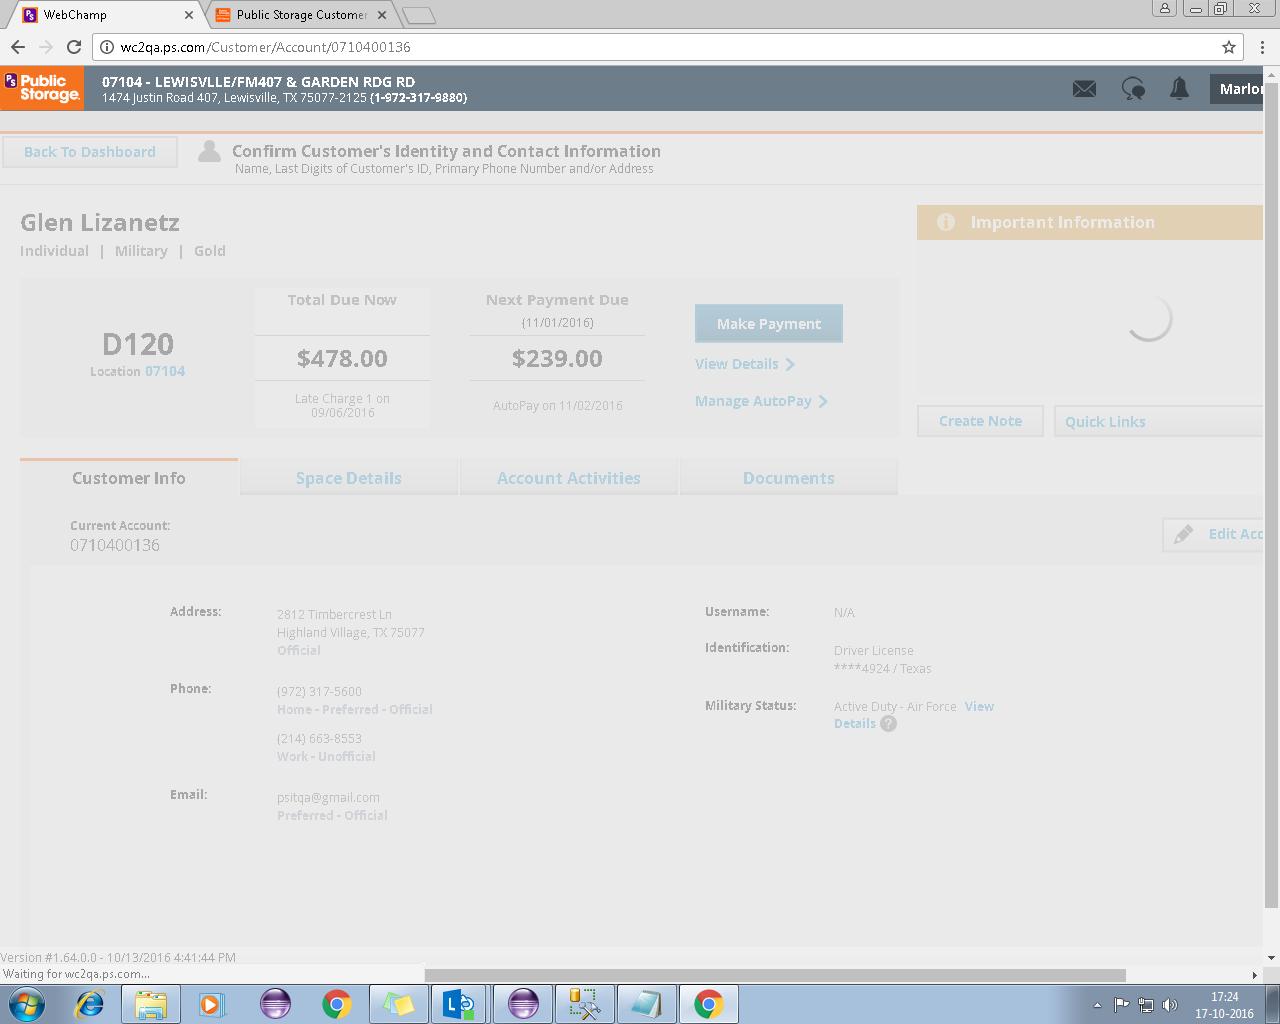 WebChamp
Public Storage Customer
wc2qa.ps.com/Customer/Account/0710400136
PS Public Storage.
07104 - LEWISVLLE/FM407 & GARDEN RDG RD
1474 Justin Road 407, Lewisville, TX 75077-2125 (1-972-317-9880)
Marlo
Back To Dashboard
Confirm Customer's Identity and Contact Information
Name, Last Digits of Customer's ID, Primary Phone Number and/or Address
Glen Lizanetz
Individual | Military | Gold
Important Information
D120
Location 07104
Total Due Now
$478.00
Late Charge 1 on
09/06/2016
Next Payment Due
(11/01/2016)
$239.00
AutoPay on 11/02/2016
Make Payment
View Details
Manage AutoPay
Create Note
Quick Links
Customer Info
Space Details
Account Activities
Documents
Current Account:
0710400136
Edit Acc
Address:
2812 Timbercrest Ln
Highland Village, TX 75077
Official
Phone:
(972) 317-5600
Home - Preferred - Official
(214) 663-8553
Work - Unofficial
Email:
psitqa@gmail.com
Preferred - Official
Username:
N/A
Identification:
Driver License
****4924 / Texas
Military Status:
Active Duty - Air Force View
Details ?
Version #1.64.0.0 - 10/13/2016 4:41:44 PM
Waiting for wc2qa.ps.com...
17:24
17-10-2016